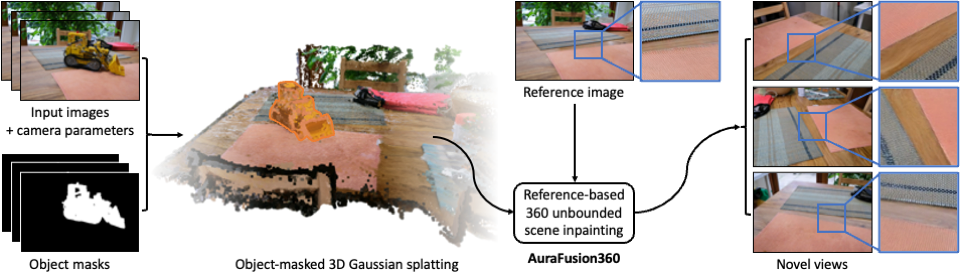 Input images
+ camera parameters
Object masks
Object-masked 3D Gaussian splatting
Reference image
Reference-based
360 unbounded
scene inpainting
AuraFusion360
Novel views